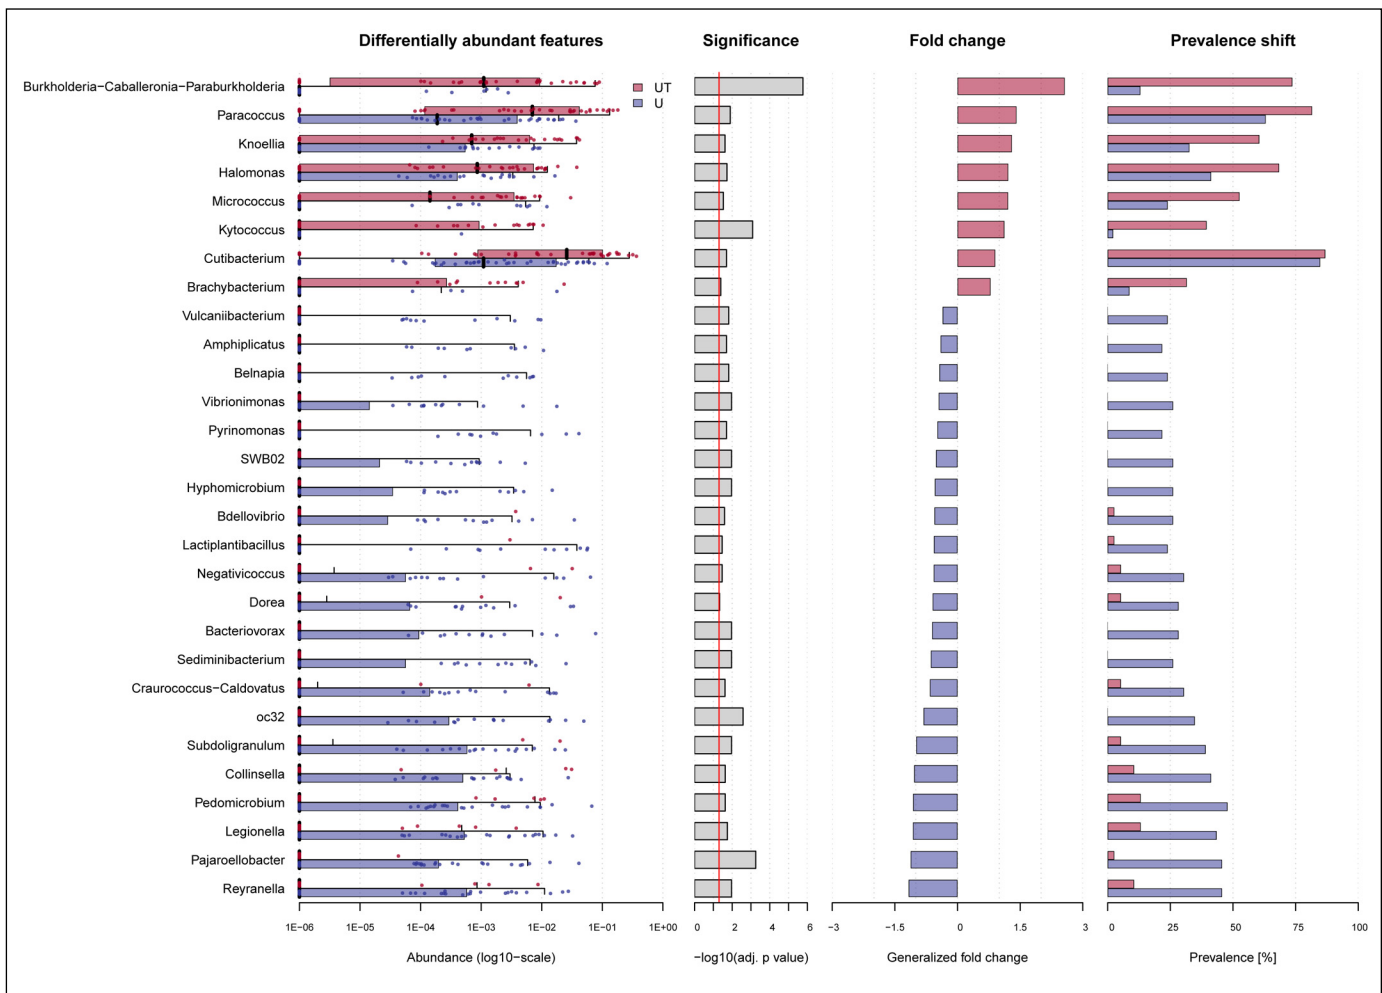 Differentially abundant features Significance Fold change Prevalence shift
Burkholderia−Caballeronia−Paraburkholderia
UT
U
Paracoccus
Knoellia
Halomonas
Micrococcus
Kytococcus
Cutibacterium
Brachybacterium
Vulcaniibacterium
Amphiplicatus
Belnapia
Vibrionimonas
Pyrinomonas
SWB02
Hyphomicrobium
Bdellovibrio
Lactiplantibacillus
Negativicoccus
Dorea
Bacteriovorax
Sediminibacterium
Craurococcus−Caldovatus
oc32
Subdoligranulum
Collinsella
Pedomicrobium
Legionella
Pajaroellobacter
Reyranella
1E−06 1E−05 1E−04 1E−03 1E−02 1E−01 1E+00 0 2 4 6 −3 −1.5 0 1.5 3 0 25 50 75 100
Abundance (log10−scale) −log10(adj. p value) Generalized fold change Prevalence [%]